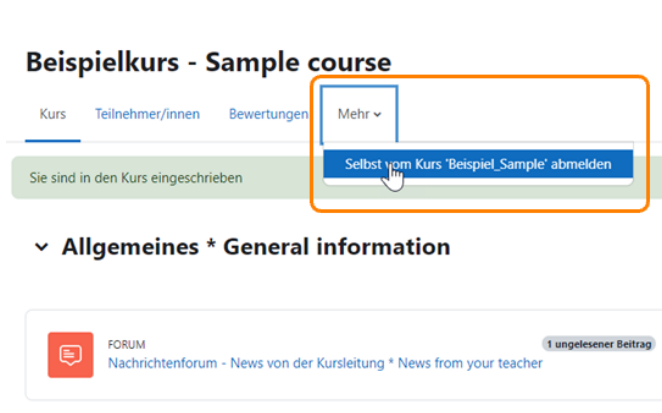 Beispielkurs - Sample course
Kurs Teilnehmer/innen Bewertungen Mehr
Selbst vom Kurs 'Beispiel_Sample' abmelden
Sie sind in den Kurs eingeschrieben
Allgemeines * General information
FORUM
1 ungelesener Beitrag
Nachrichtenforum - News von der Kursleitung * News from your teacher